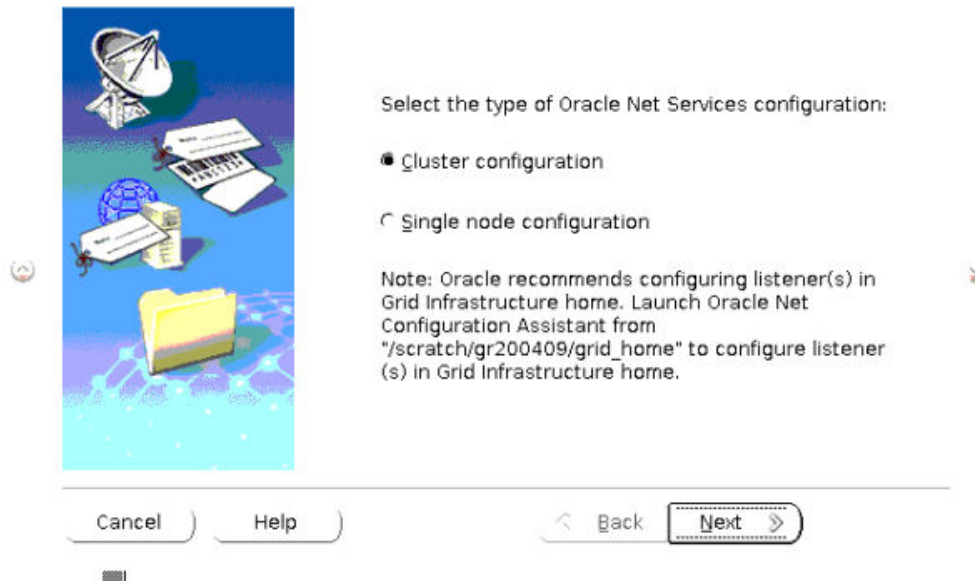 Select the type of Oracle Net Services configuration:
Cluster configuration
Single node configuration
Note: Oracle recommends configuring listener(s) in
Grid Infrastructure home. Launch Oracle Net
Configuration Assistant from
"/scratch/gr200409/grid_home" to configure listener
(s) in Grid Infrastructure home.
Cancel
Help
Back
Next